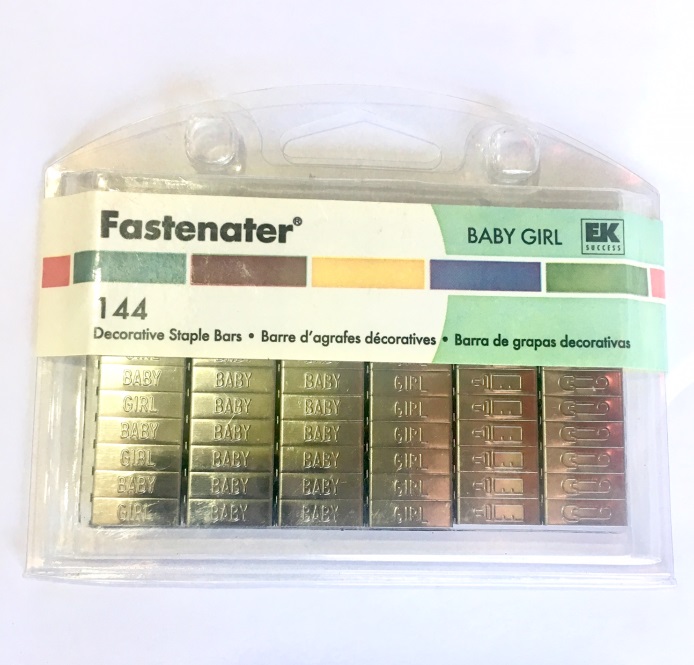 Fastenater®
BABY GIRL
EK
SUCCESS
144
Decorative Staple Bars • Barre d'agrafes décoratives • Barra de grapas decorativas
BABY BABY BABY GIRL
GIRL BABY BABY GIRL
BABY BABY BABY GIRL
GIRL BABY BABY GIRL
BABY BABY BABY GIRL
GIRL BABY BABY GIRL